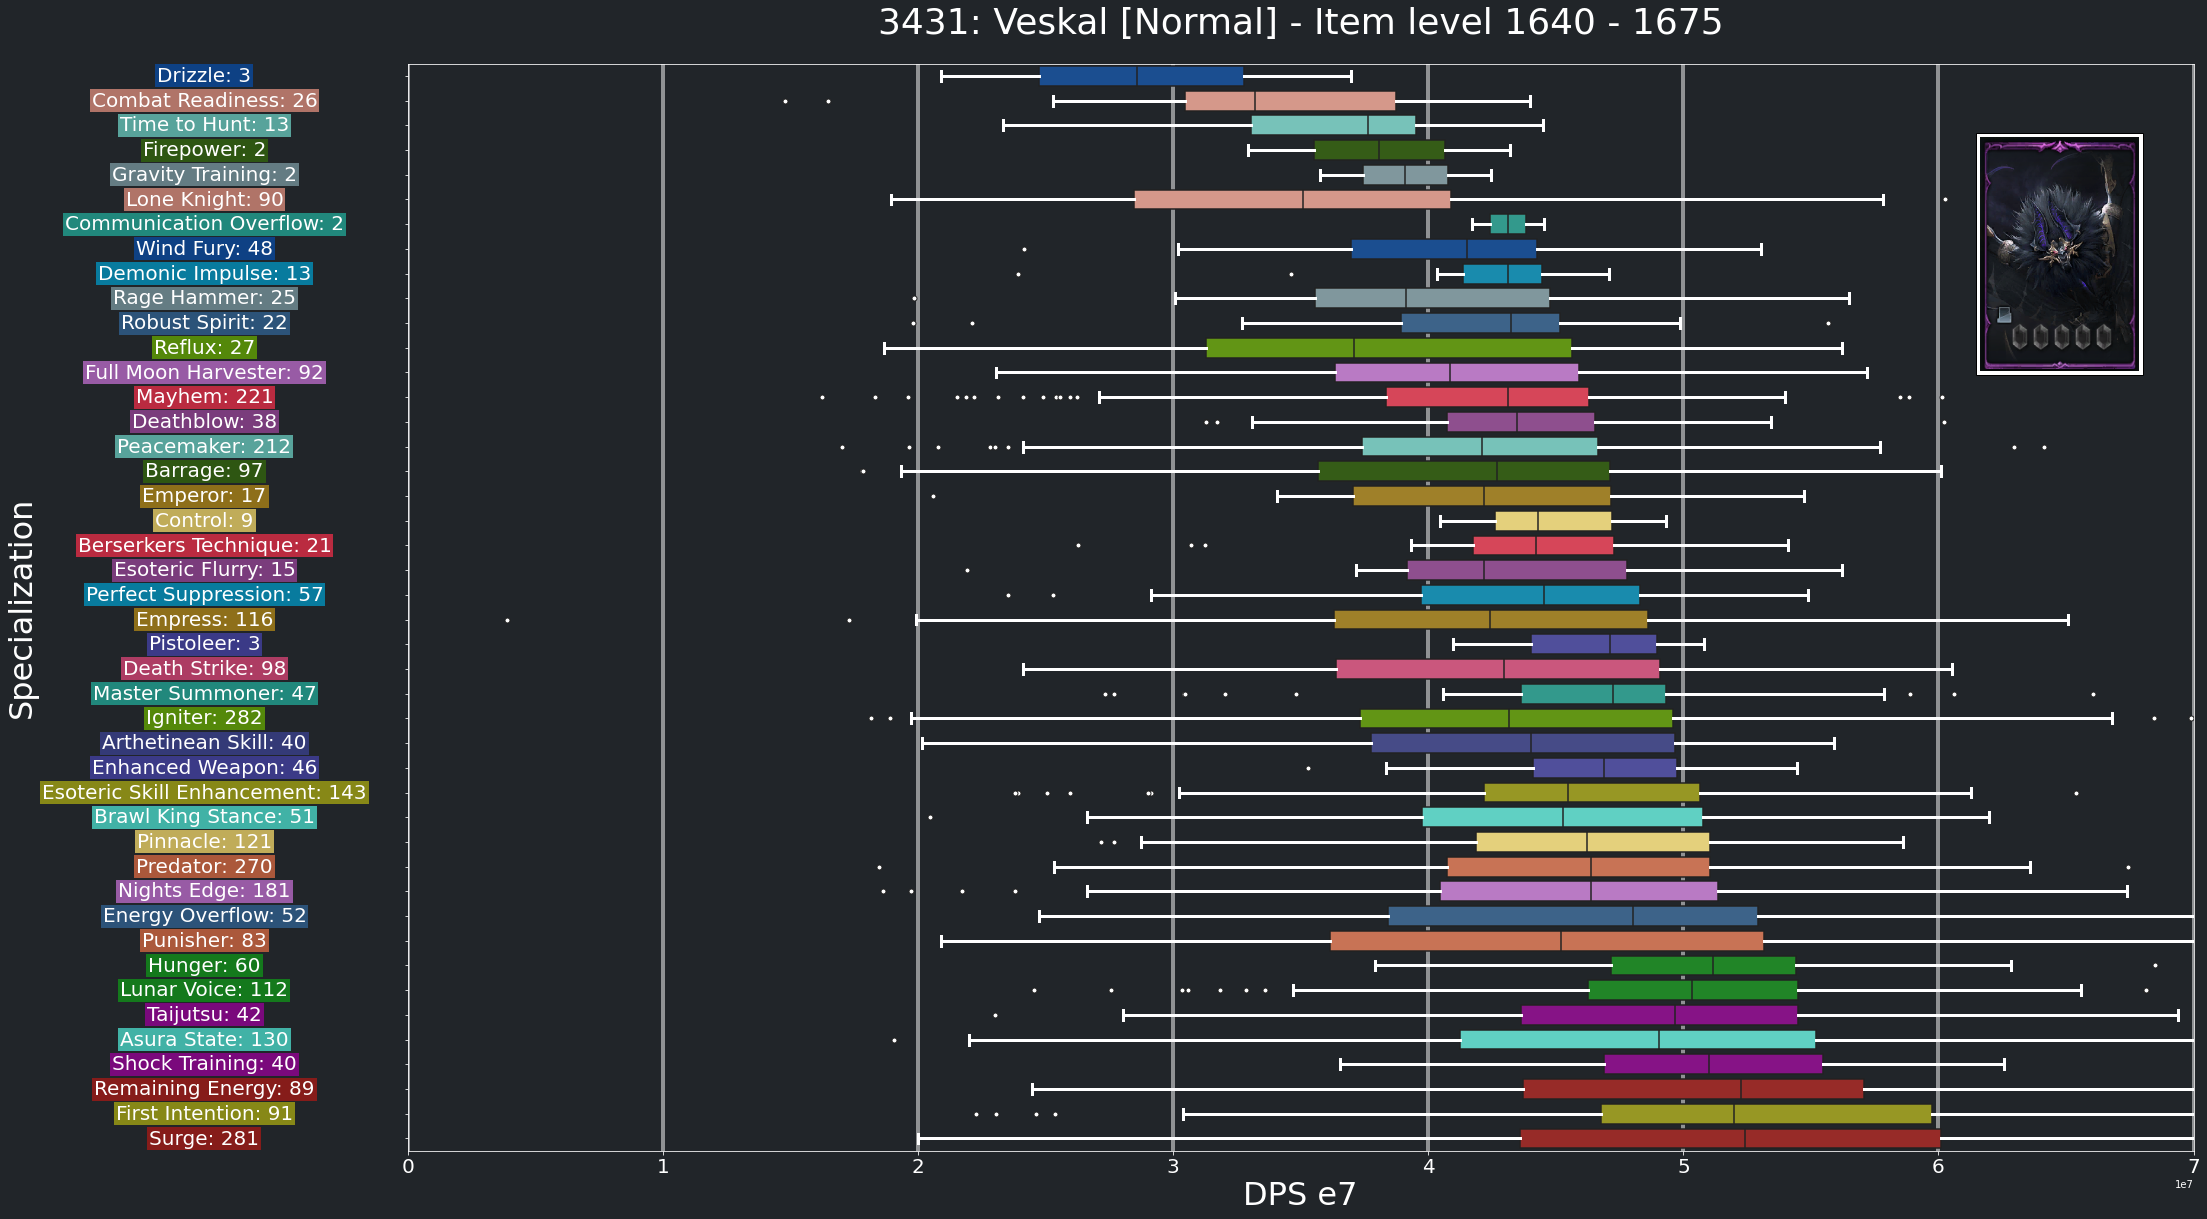 3431: Veskal [Normal] - Item level 1640 - 1675
Drizzle: 3
Combat Readiness: 26
Time to Hunt: 13
Firepower: 2
Gravity Training: 2
Lone Knight: 90
Communication Overflow: 2
Wind Fury: 48
Demonic Impulse: 13
Rage Hammer: 25
Robust Spirit: 22
Reflux: 27
Full Moon Harvester: 92
Mayhem: 221
Deathblow: 38
Peacemaker: 212
Barrage: 97
Emperor: 17
Control: 9
Berserkers Technique: 21
Esoteric Flurry: 15
Perfect Suppression: 57
Empress: 116
Pistoleer: 3
Death Strike: 98
Master Summoner: 47
Igniter: 282
Arthetinean Skill: 40
Enhanced Weapon: 46
Esoteric Skill Enhancement: 143
Brawl King Stance: 51
Pinnacle: 121
Predator: 270
Nights Edge: 181
Energy Overflow: 52
Punisher: 83
Hunger: 60
Lunar Voice: 112
Taijutsu: 42
Asura State: 130
Shock Training: 40
Remaining Energy: 89
First Intention: 91
Surge: 281
Specialization
0 1 2 3 4 5 6 7
1e7
DPS e7